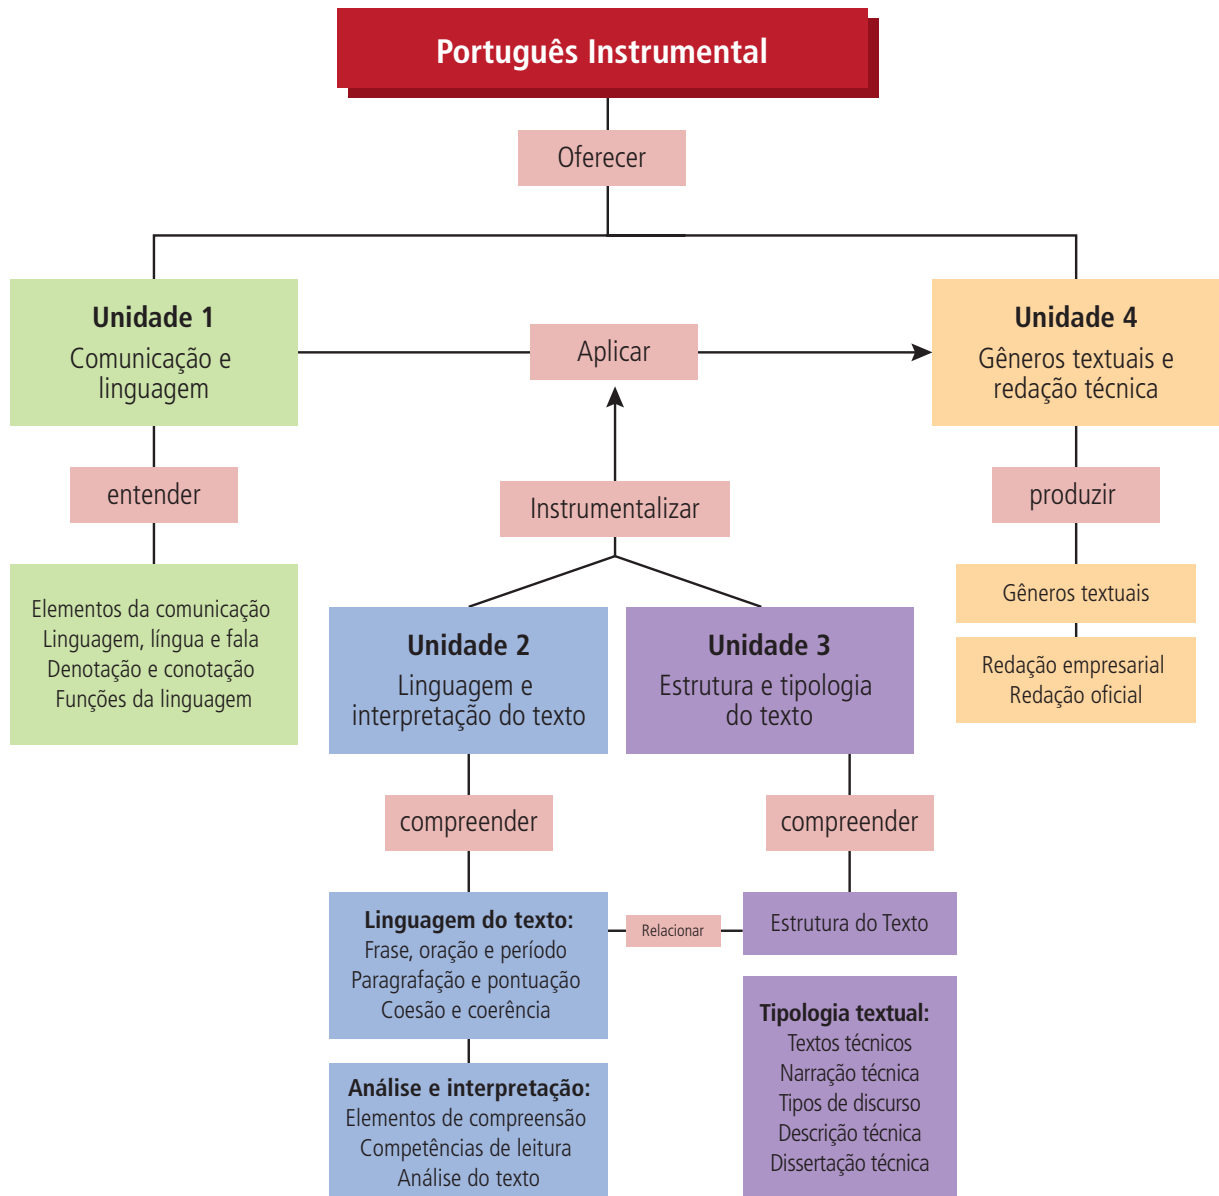 Português Instrumental
Oferecer
Unidade 1
Comunicação e
linguagem
Aplicar
Unidade 4
Gêneros textuais e
redação técnica
entender
Instrumentalizar
produzir
Elementos da comunicação
Linguagem, língua e fala
Denotação e conotação
Funções da linguagem
Unidade 2
Linguagem e
interpretação do texto
Unidade 3
Estrutura e tipologia
do texto
Gêneros textuais
Redação empresarial
Redação oficial
compreender
compreender
Linguagem do texto:
Frase, oração e período
Paragrafação e pontuação
Coesão e coerência
Relacionar
Estrutura do Texto
Análise e interpretação:
Elementos de compreensão
Competências de leitura
Análise do texto
Tipologia textual:
Textos técnicos
Narração técnica
Tipos de discurso
Descrição técnica
Dissertação técnica